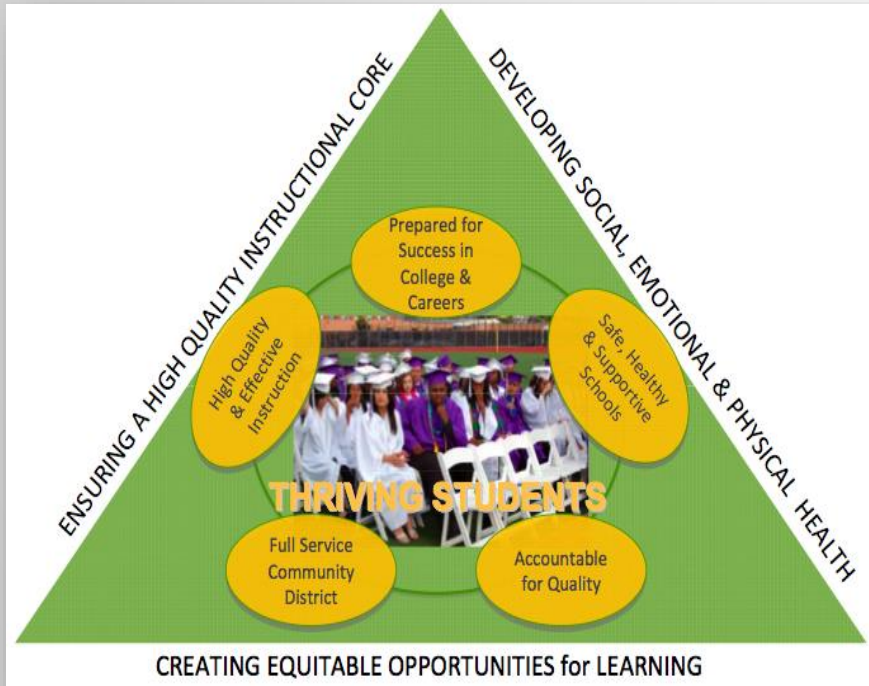 ENSURING A HIGH QUALITY INSTRUCTIONAL CORE
DEVELOPING SOCIAL, EMOTIONAL & PHYSICAL HEALTH
Prepared for
Success in
College &
Careers
High Quality
& Effective
Instruction
Safe, Healthy
& Supportive
Schools
THRIVING STUDENTS
Full Service
Community
District
Accountable
for Quality
CREATING EQUITABLE OPPORTUNITIES for LEARNING